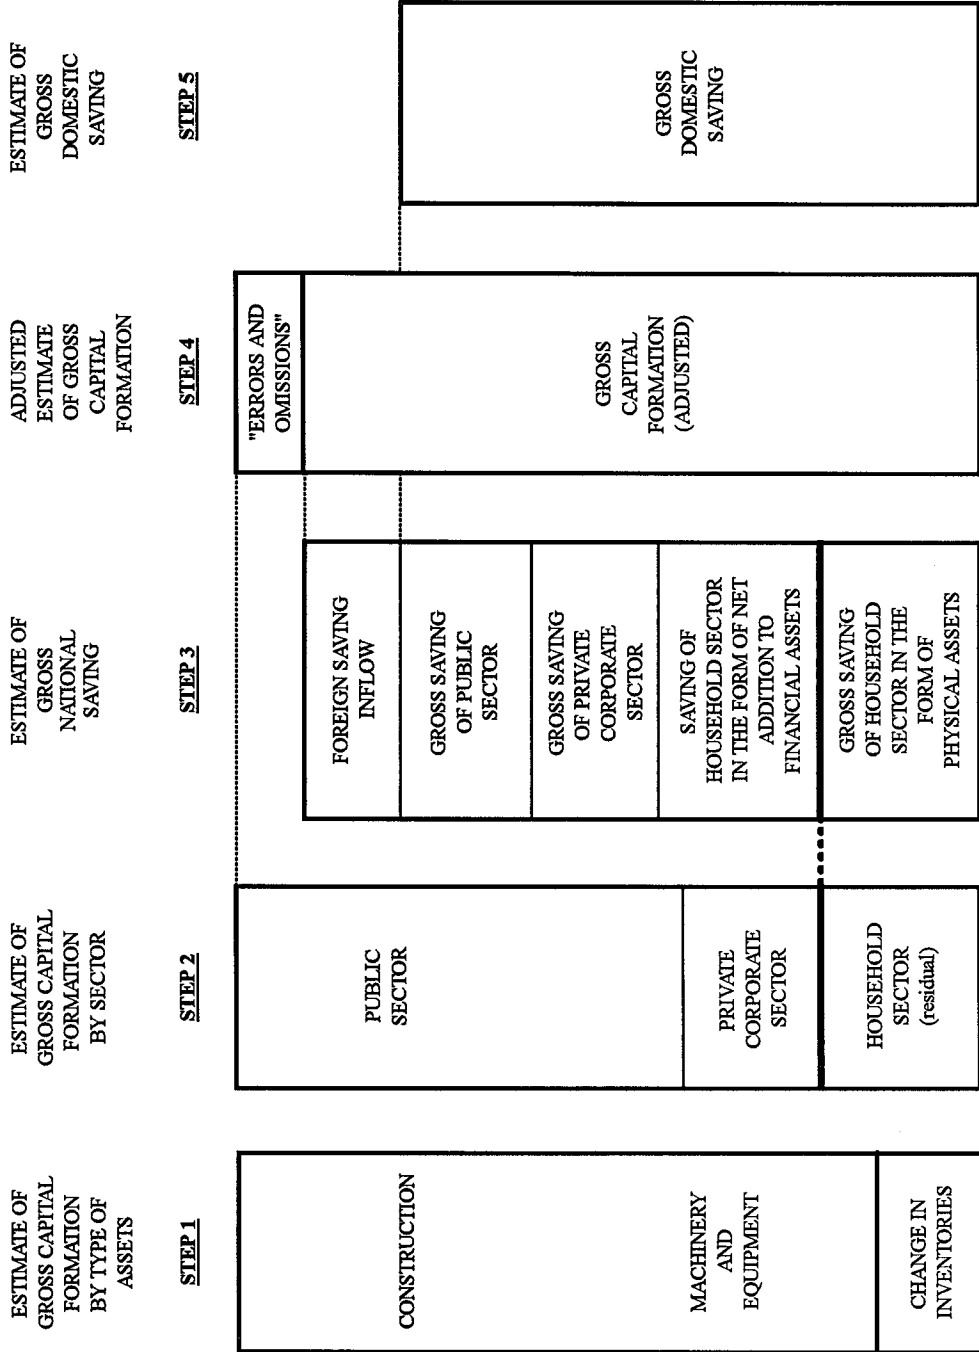 ESTIMATE OF
GROSS CAPITAL
FORMATION
BY TYPE OF
ASSETS
STEP 1
CONSTRUCTION
MACHINERY
AND
EQUIPMENT
CHANGE IN
INVENTORIES
ESTIMATE OF
GROSS CAPITAL
FORMATION
BY SECTOR
STEP 2
PUBLIC
SECTOR
PRIVATE
CORPORATE
SECTOR
HOUSEHOLD
SECTOR
(residual)
ESTIMATE OF
GROSS
NATIONAL
SAVING
STEP 3
FOREIGN SAVING
INFLOW
GROSS SAVING
OF PUBLIC
SECTOR
GROSS SAVING
OF PRIVATE
CORPORATE
SECTOR
SAVING OF
HOUSEHOLD SECTOR
IN THE FORM OF NET
ADDITION TO
FINANCIAL ASSETS
GROSS SAVING
OF HOUSEHOLD
SECTOR IN THE
FORM OF
PHYSICAL ASSETS
ADJUSTED
ESTIMATE
OF GROSS
CAPITAL
FORMATION
STEP 4
"ERRORS AND
OMISSIONS"
GROSS
CAPITAL
FORMATION
(ADJUSTED)
ESTIMATE OF
GROSS
DOMESTIC
SAVING
STEP 5
GROSS
DOMESTIC
SAVING